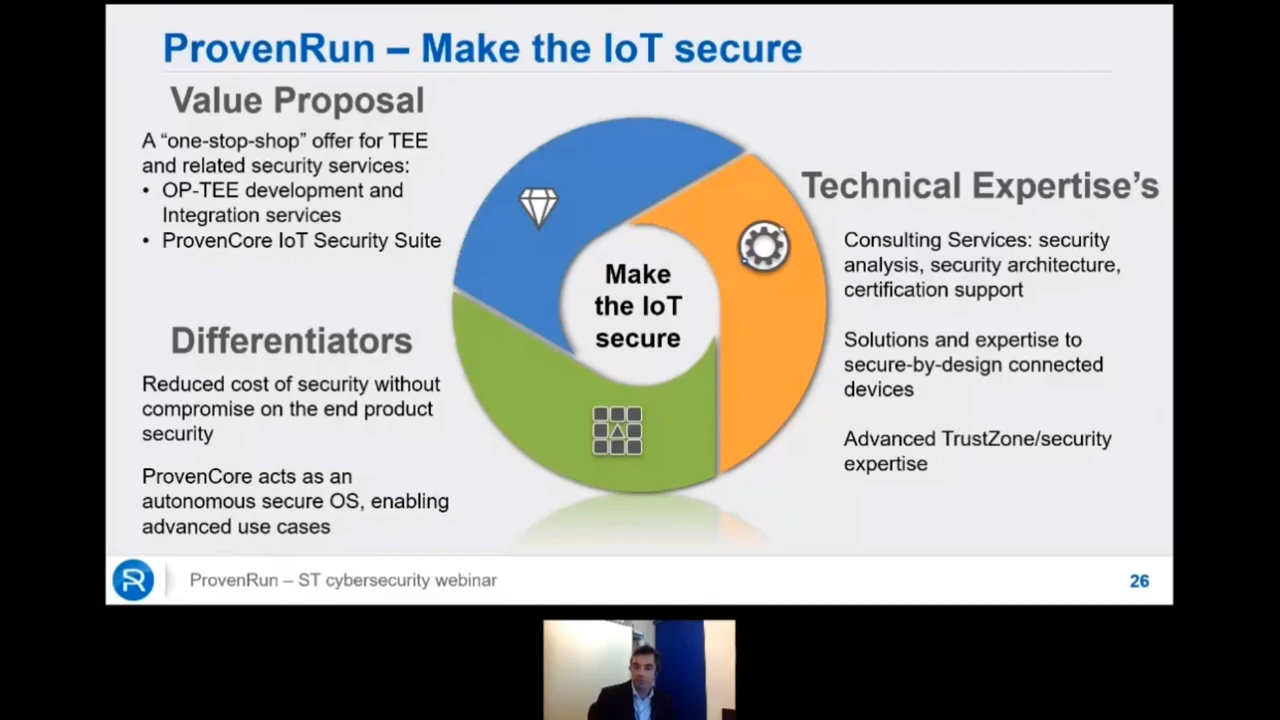 ProvenRun – Make the IoT secure
Value Proposal
A “one-stop-shop” offer for TEE
and related security services:
• OP-TEE development and
Integration services
• ProvenCore IoT Security Suite
Differentiators
Reduced cost of security without
compromise on the end product
security
ProvenCore acts as an
autonomous secure OS, enabling
advanced use cases
Make
the IoT
secure
Technical Expertise’s
Consulting Services: security
analysis, security architecture,
certification support
Solutions and expertise to
secure-by-design connected
devices
Advanced TrustZone/security
expertise
ProvenRun – ST cybersecurity webinar
26